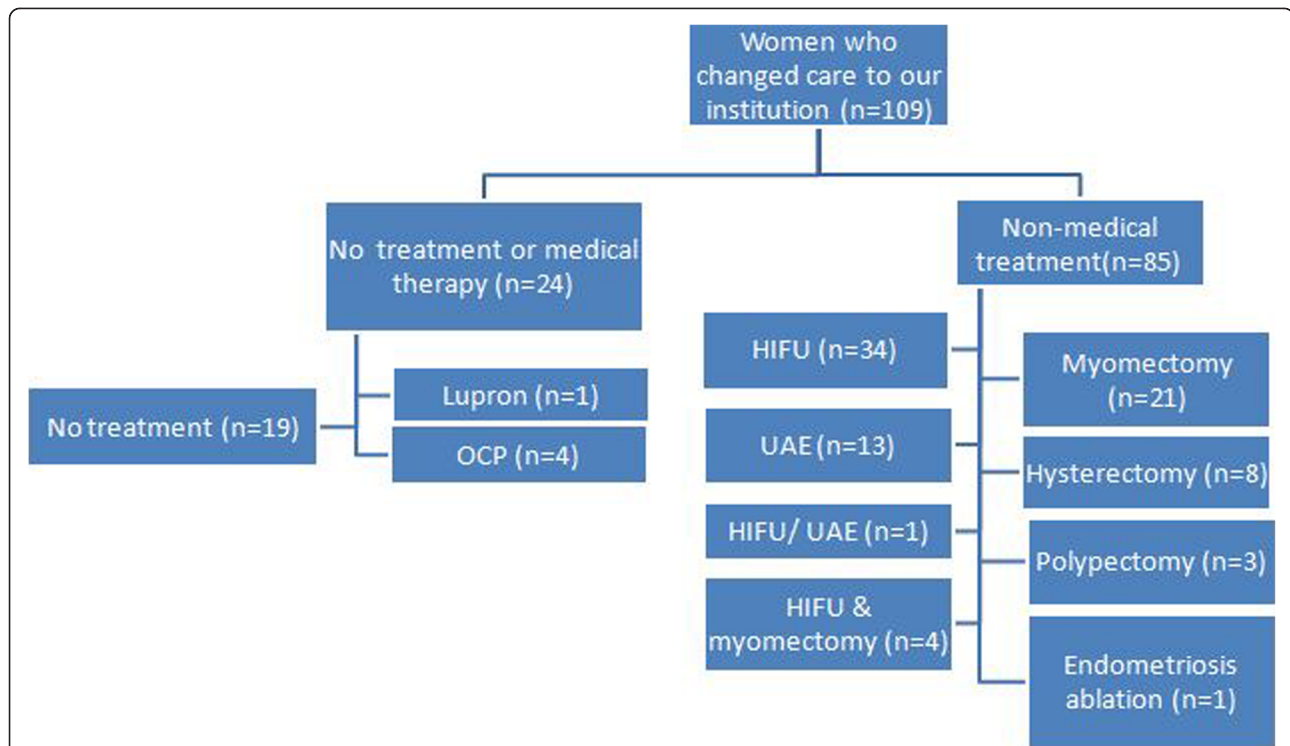 Women who
changed care to our
institution (n=109)
No treatment or medical
therapy (n=24)
No treatment (n=19)
Lupron (n=1)
OCP (n=4)
Non-medical
treatment(n=85)
HIFU (n=34)
UAE (n=13)
HIFU/ UAE (n=1)
HIFU &
myomectomy (n=4)
Myomectomy
(n=21)
Hysterectomy (n=8)
Polypectomy (n=3)
Endometriosis
ablation (n=1)